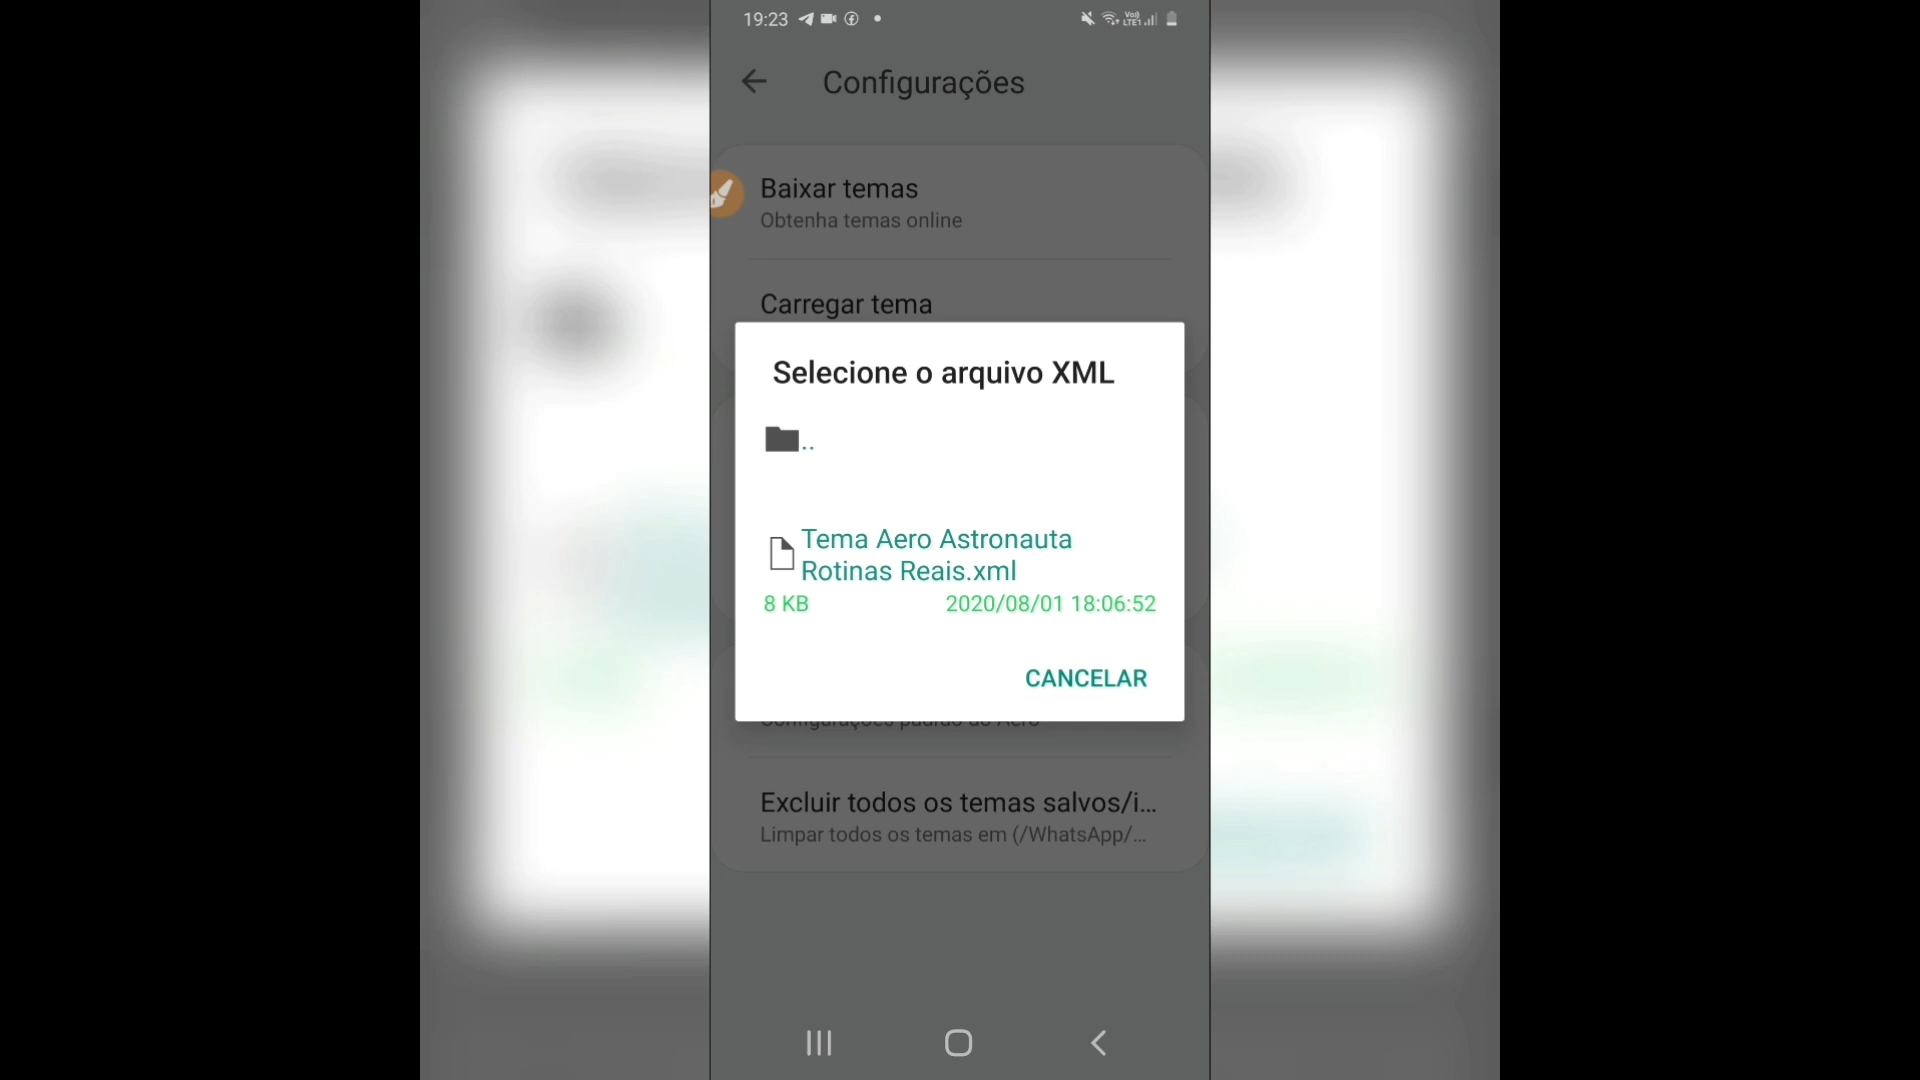 19:23
Configurações
Baixar temas
Obtenha temas online
Carregar tema
Selecione o arquivo XML
..
Tema Aero Astronauta
Rotinas Reais.xml
8 KB 2020/08/01 18:06:52
CANCELAR
Configurações padrão do Aero
Excluir todos os temas salvos/i...
Limpar todos os temas em (/WhatsApp/...